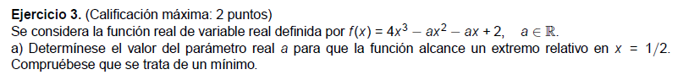 Ejercicio 3. (Calificación máxima: 2 puntos)
Se considera la función real de variable real definida por f(x) = 4x³ − ax² − ax + 2, a ∈ ℝ.
a) Determínese el valor del parámetro real a para que la función alcance un extremo relativo en x = 1/2.
Compruébese que se trata de un mínimo.